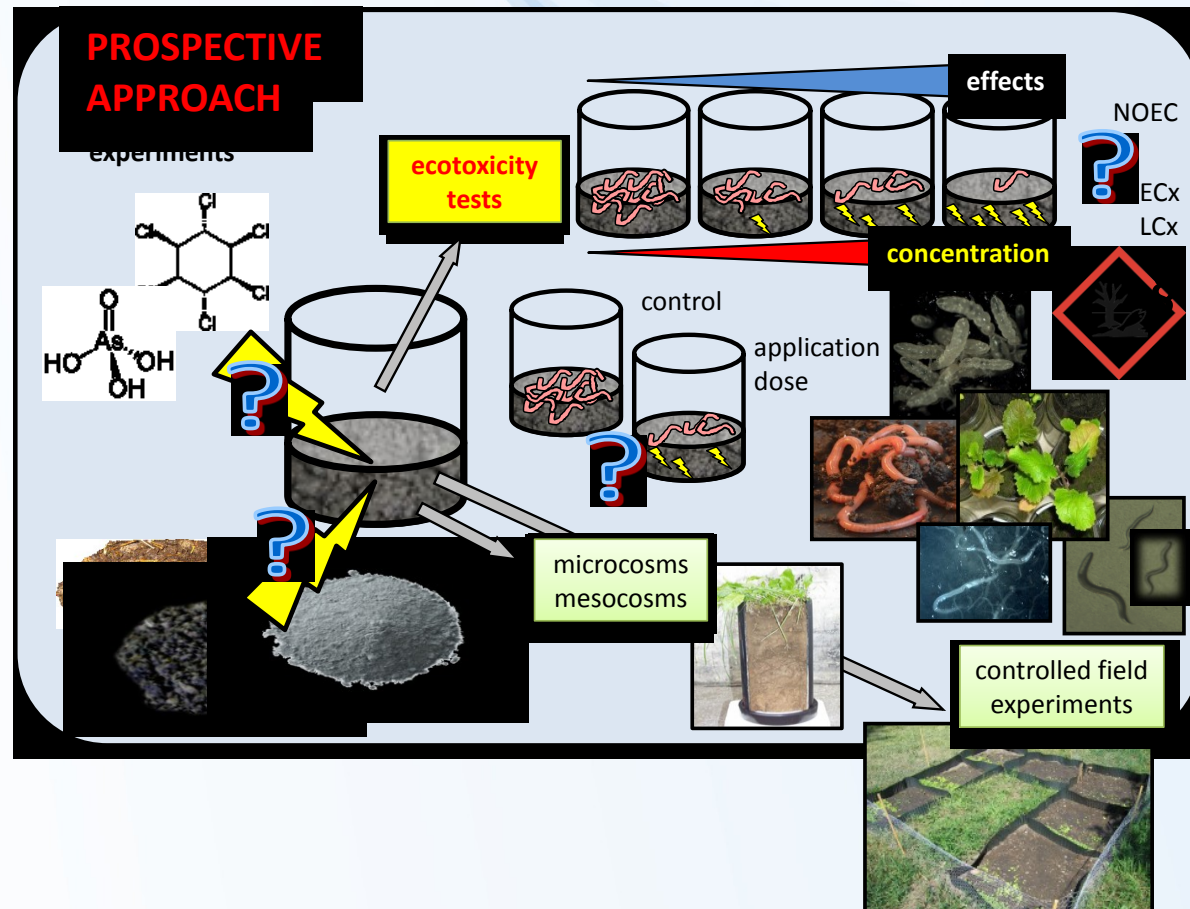 PROSPECTIVE
APPROACH
experiments
ecotoxicity
tests
effects
NOEC
?
ECx
LCx
concentration
control
application
dose
Cl
Cl
Cl
Cl
Cl
Cl
O
As
HO
OH
OH
?
?
?
microcosms
mesocosms
controlled field
experiments